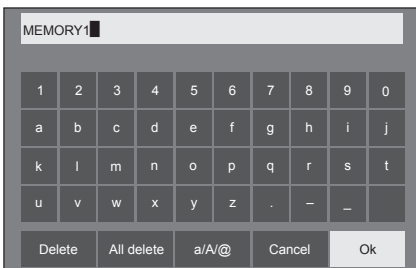 MEMORY1
1 2 3 4 5 6 7 8 9 0
a b c d e f g h i j
k l m n o p q r s t
u v w x y z . – _
Delete All delete a/A/@ Cancel Ok